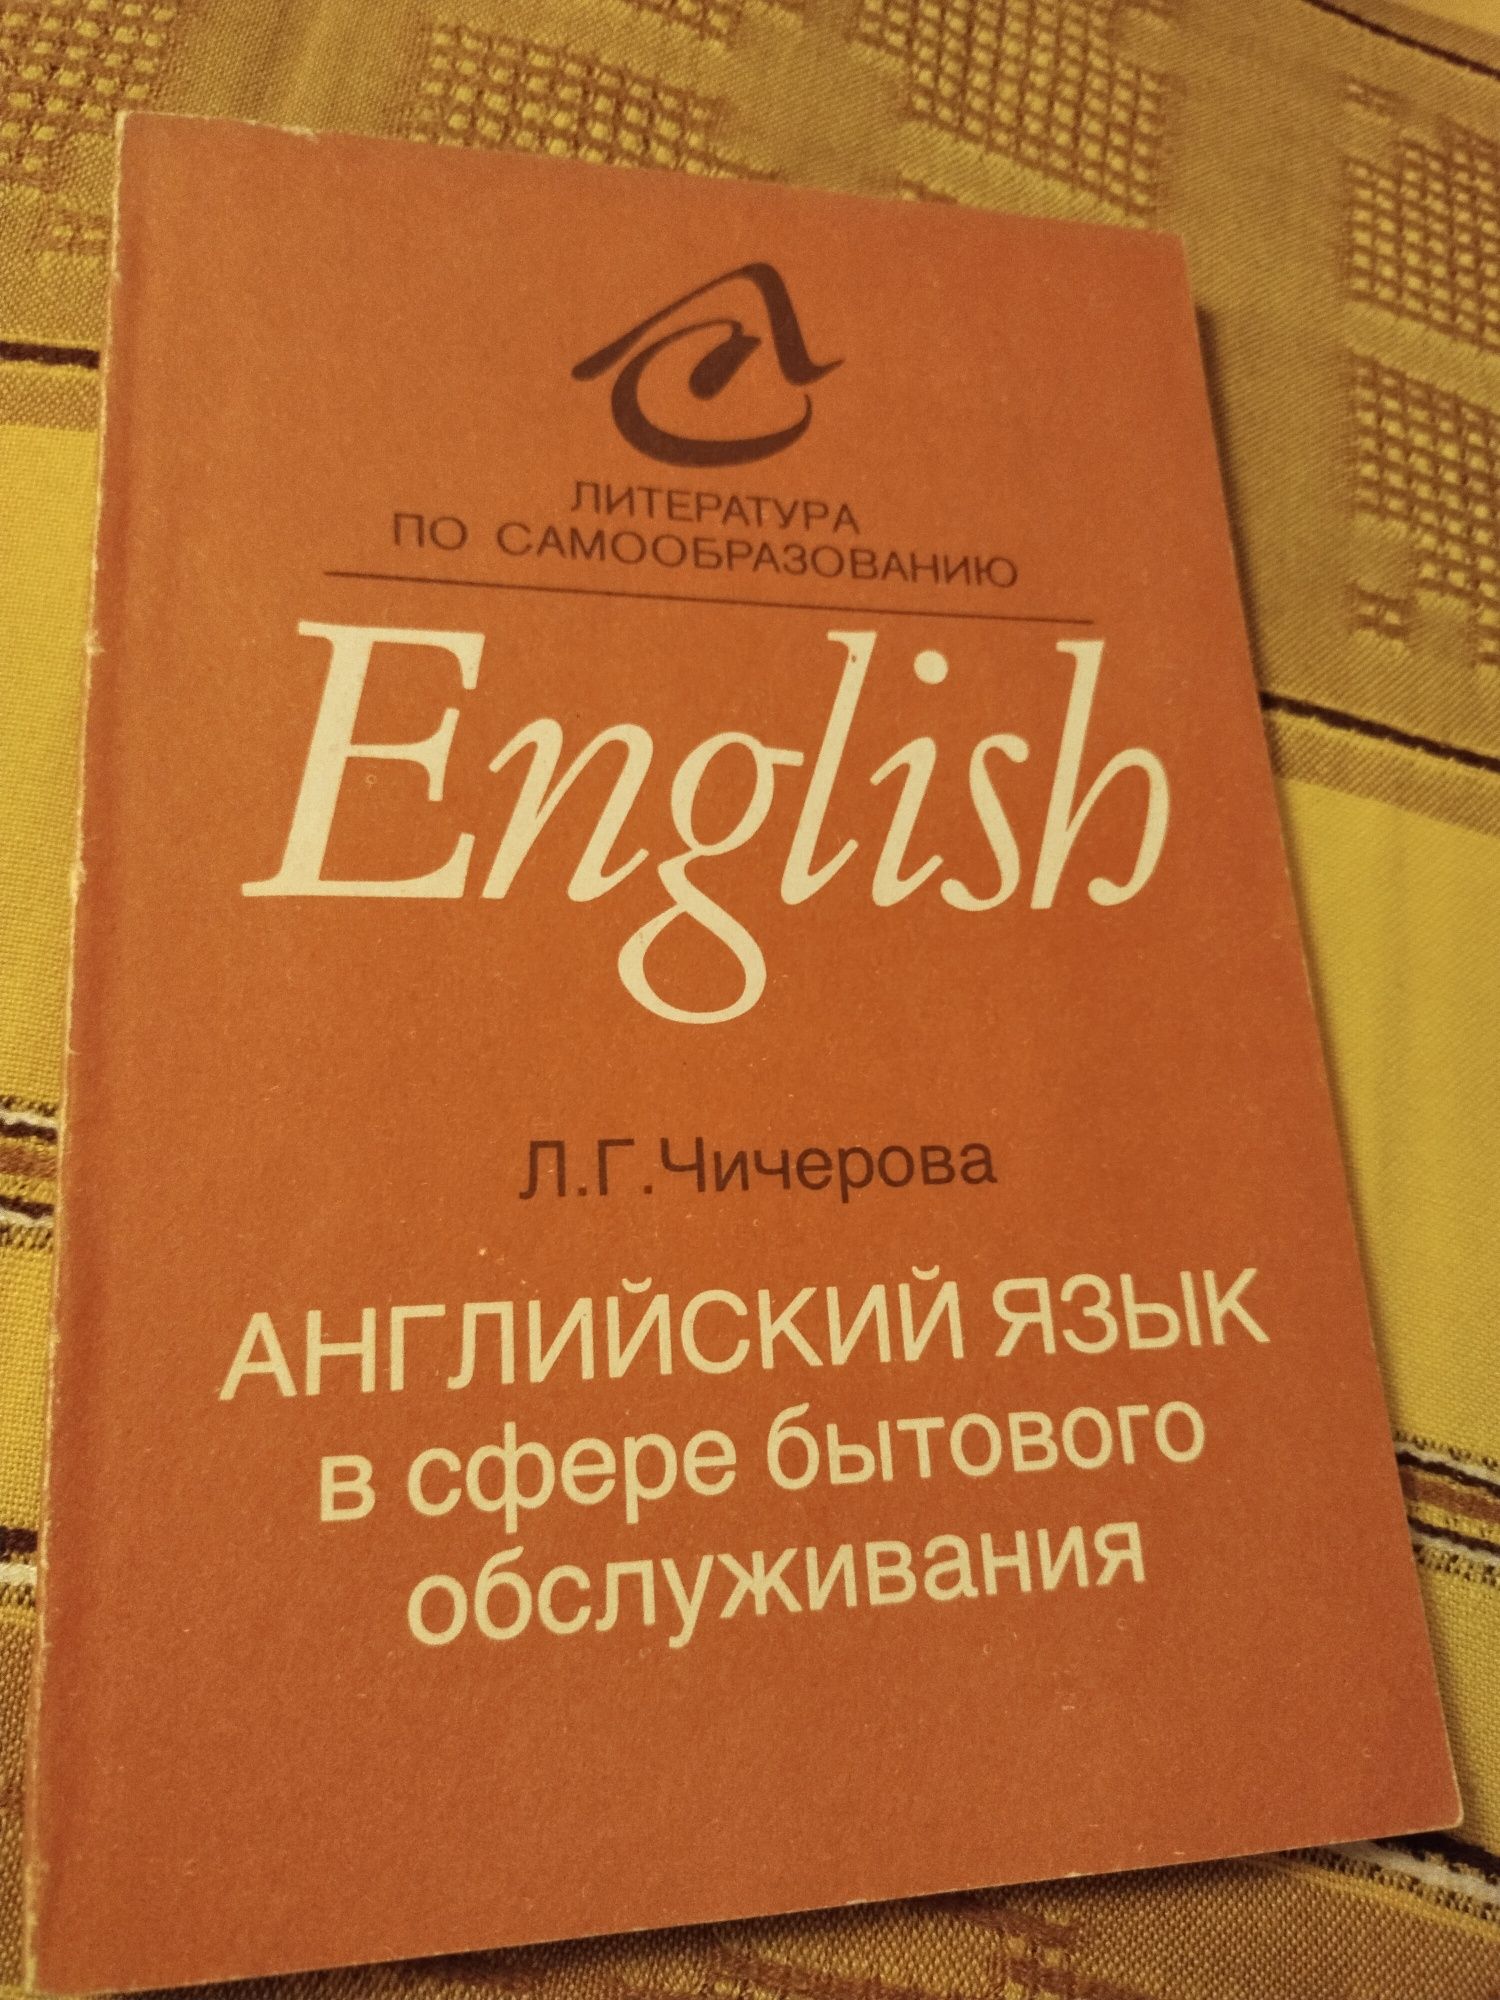 ЛИТЕРАТУРА
ПО САМООБРАЗОВАНИЮ
English
Л.Г.Чичерова
АНГЛИЙСКИЙ ЯЗЫК
в сфере бытового
обслуживания